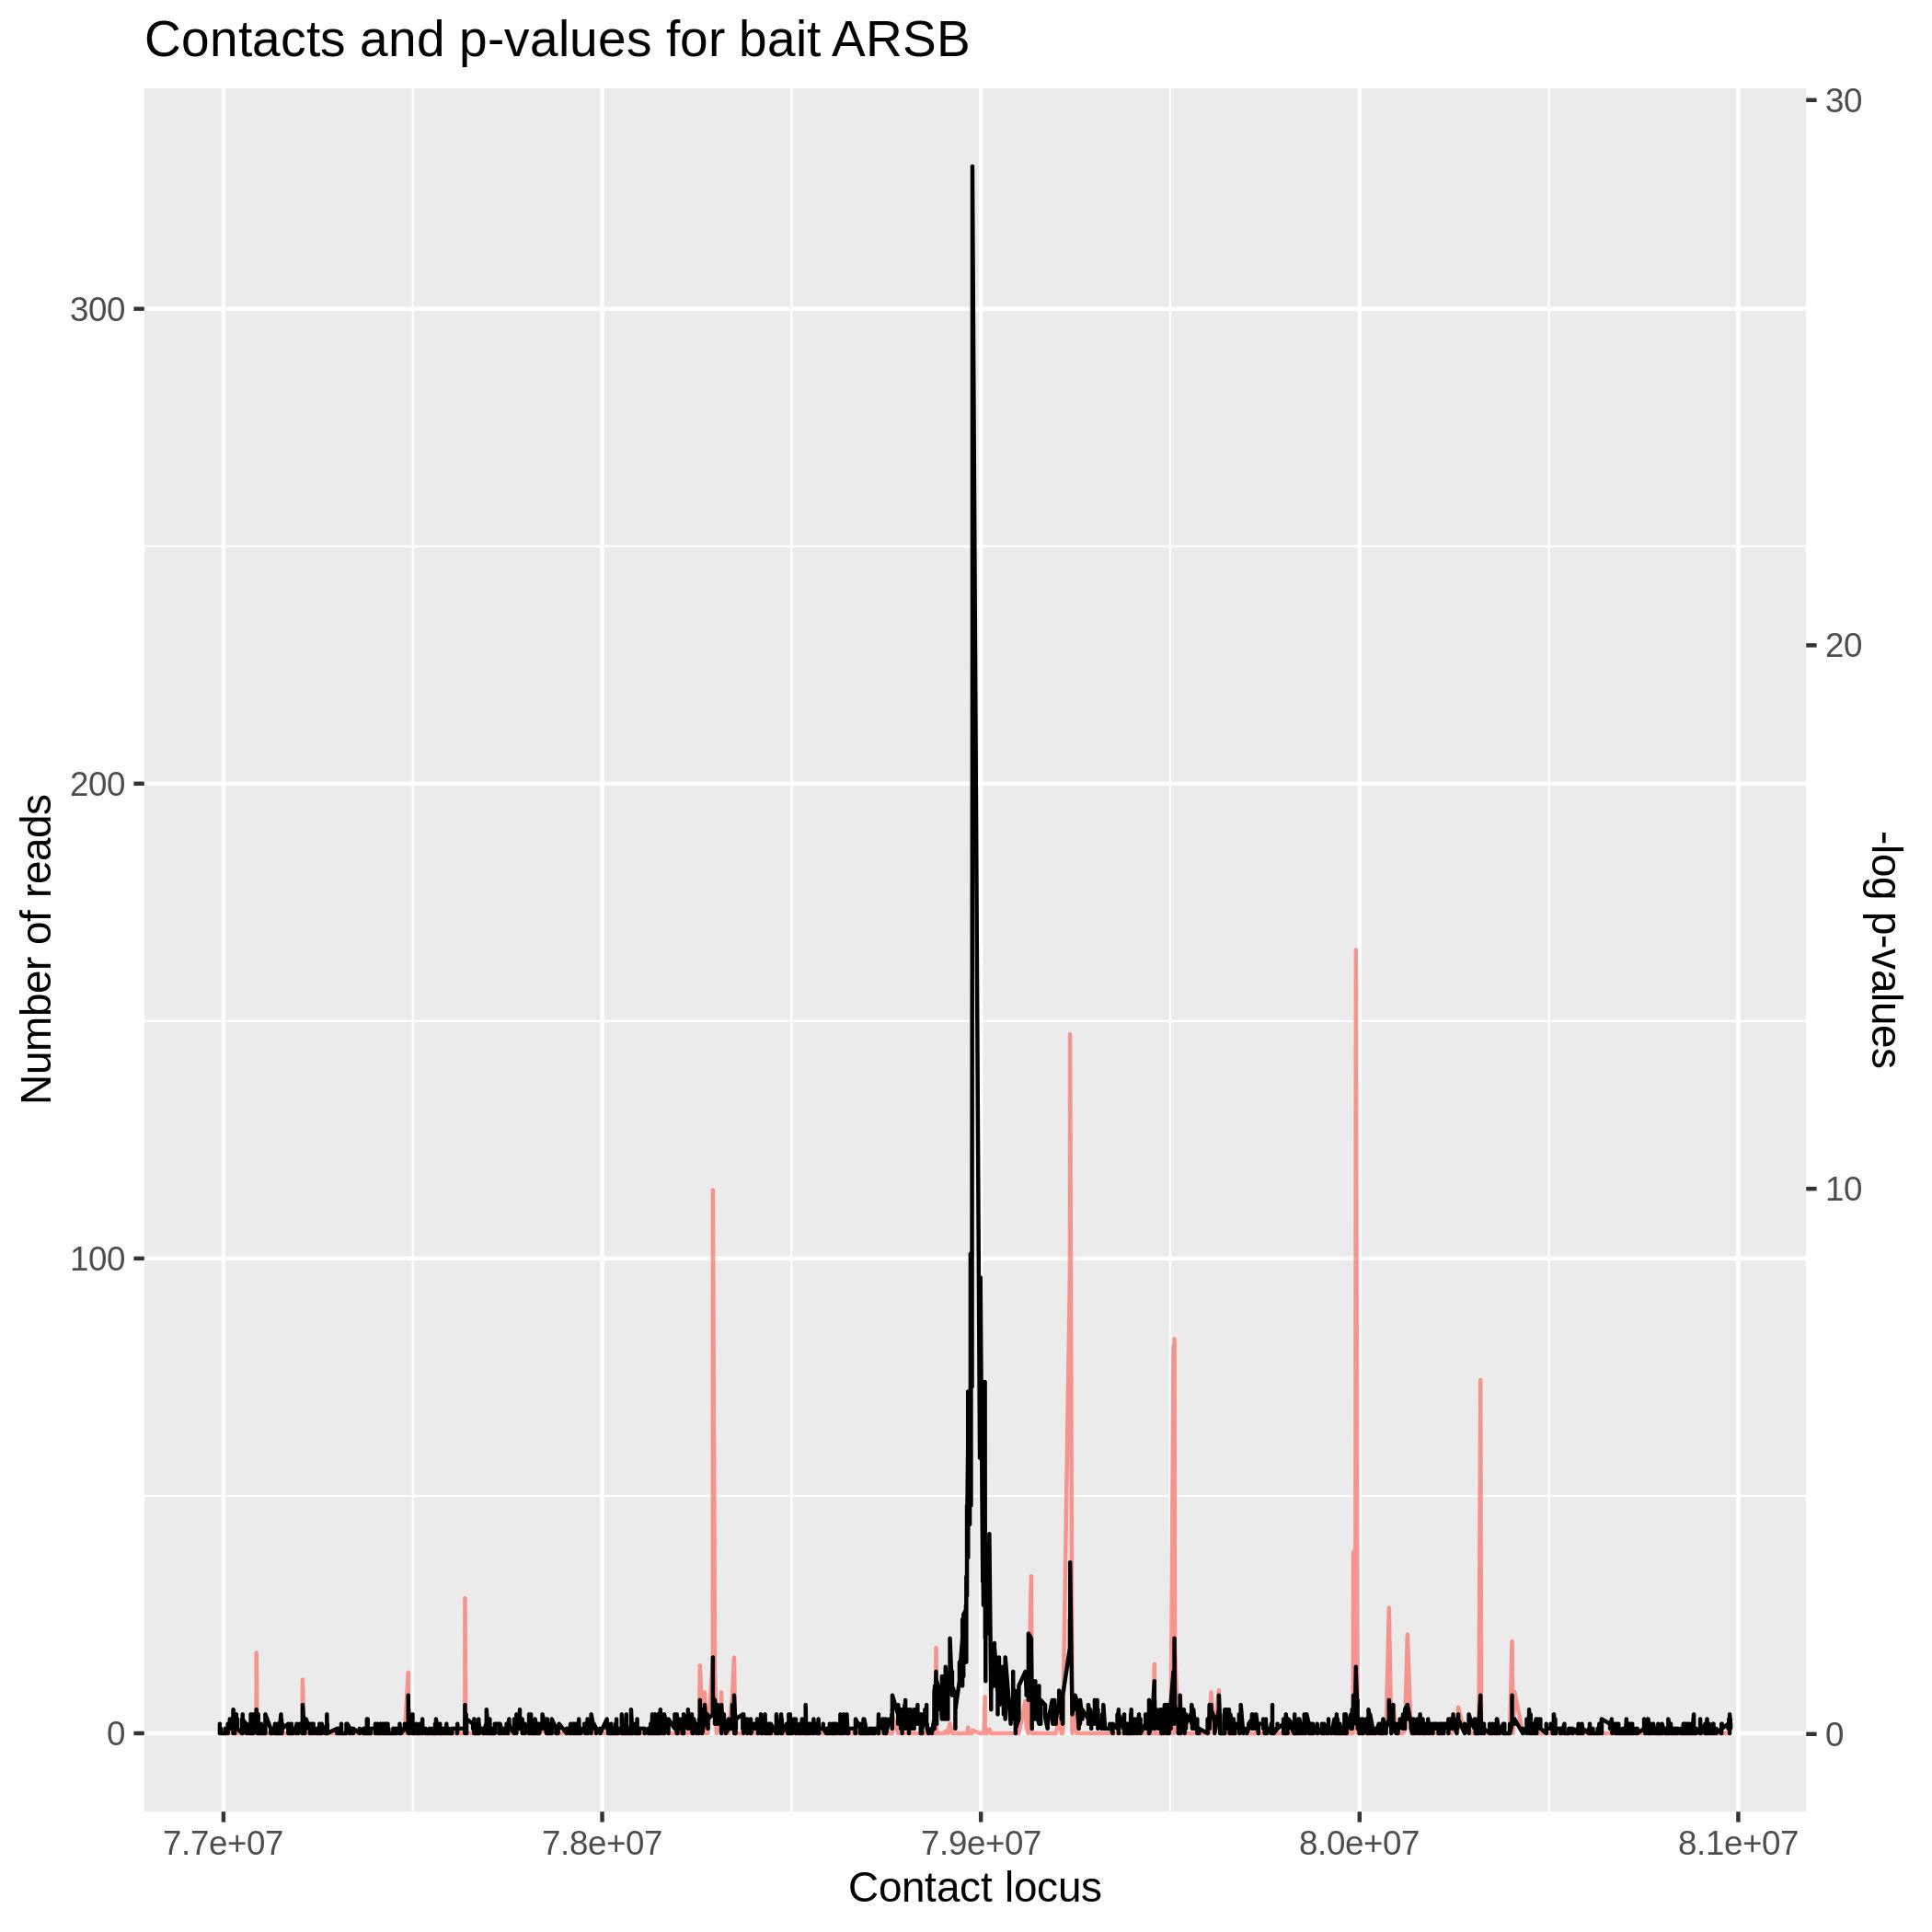 Contacts and p-values for bait ARSB
Number of reads
300
200
100
0
30
20
10
0
-log p-values
7.7e+07
7.8e+07
7.9e+07
8.0e+07
8.1e+07
Contact locus